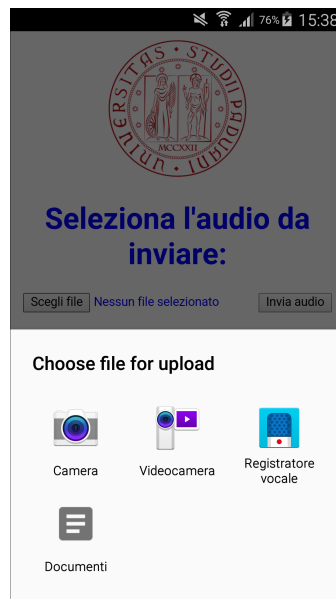 76% 15:38
UNIVERSITAS STUDII PADUANI
MCCXXII
Seleziona l'audio da
inviare:
Scegli file Nessun file selezionato Invia audio
Choose file for upload
Camera Videocamera Registratore
vocale
Documenti